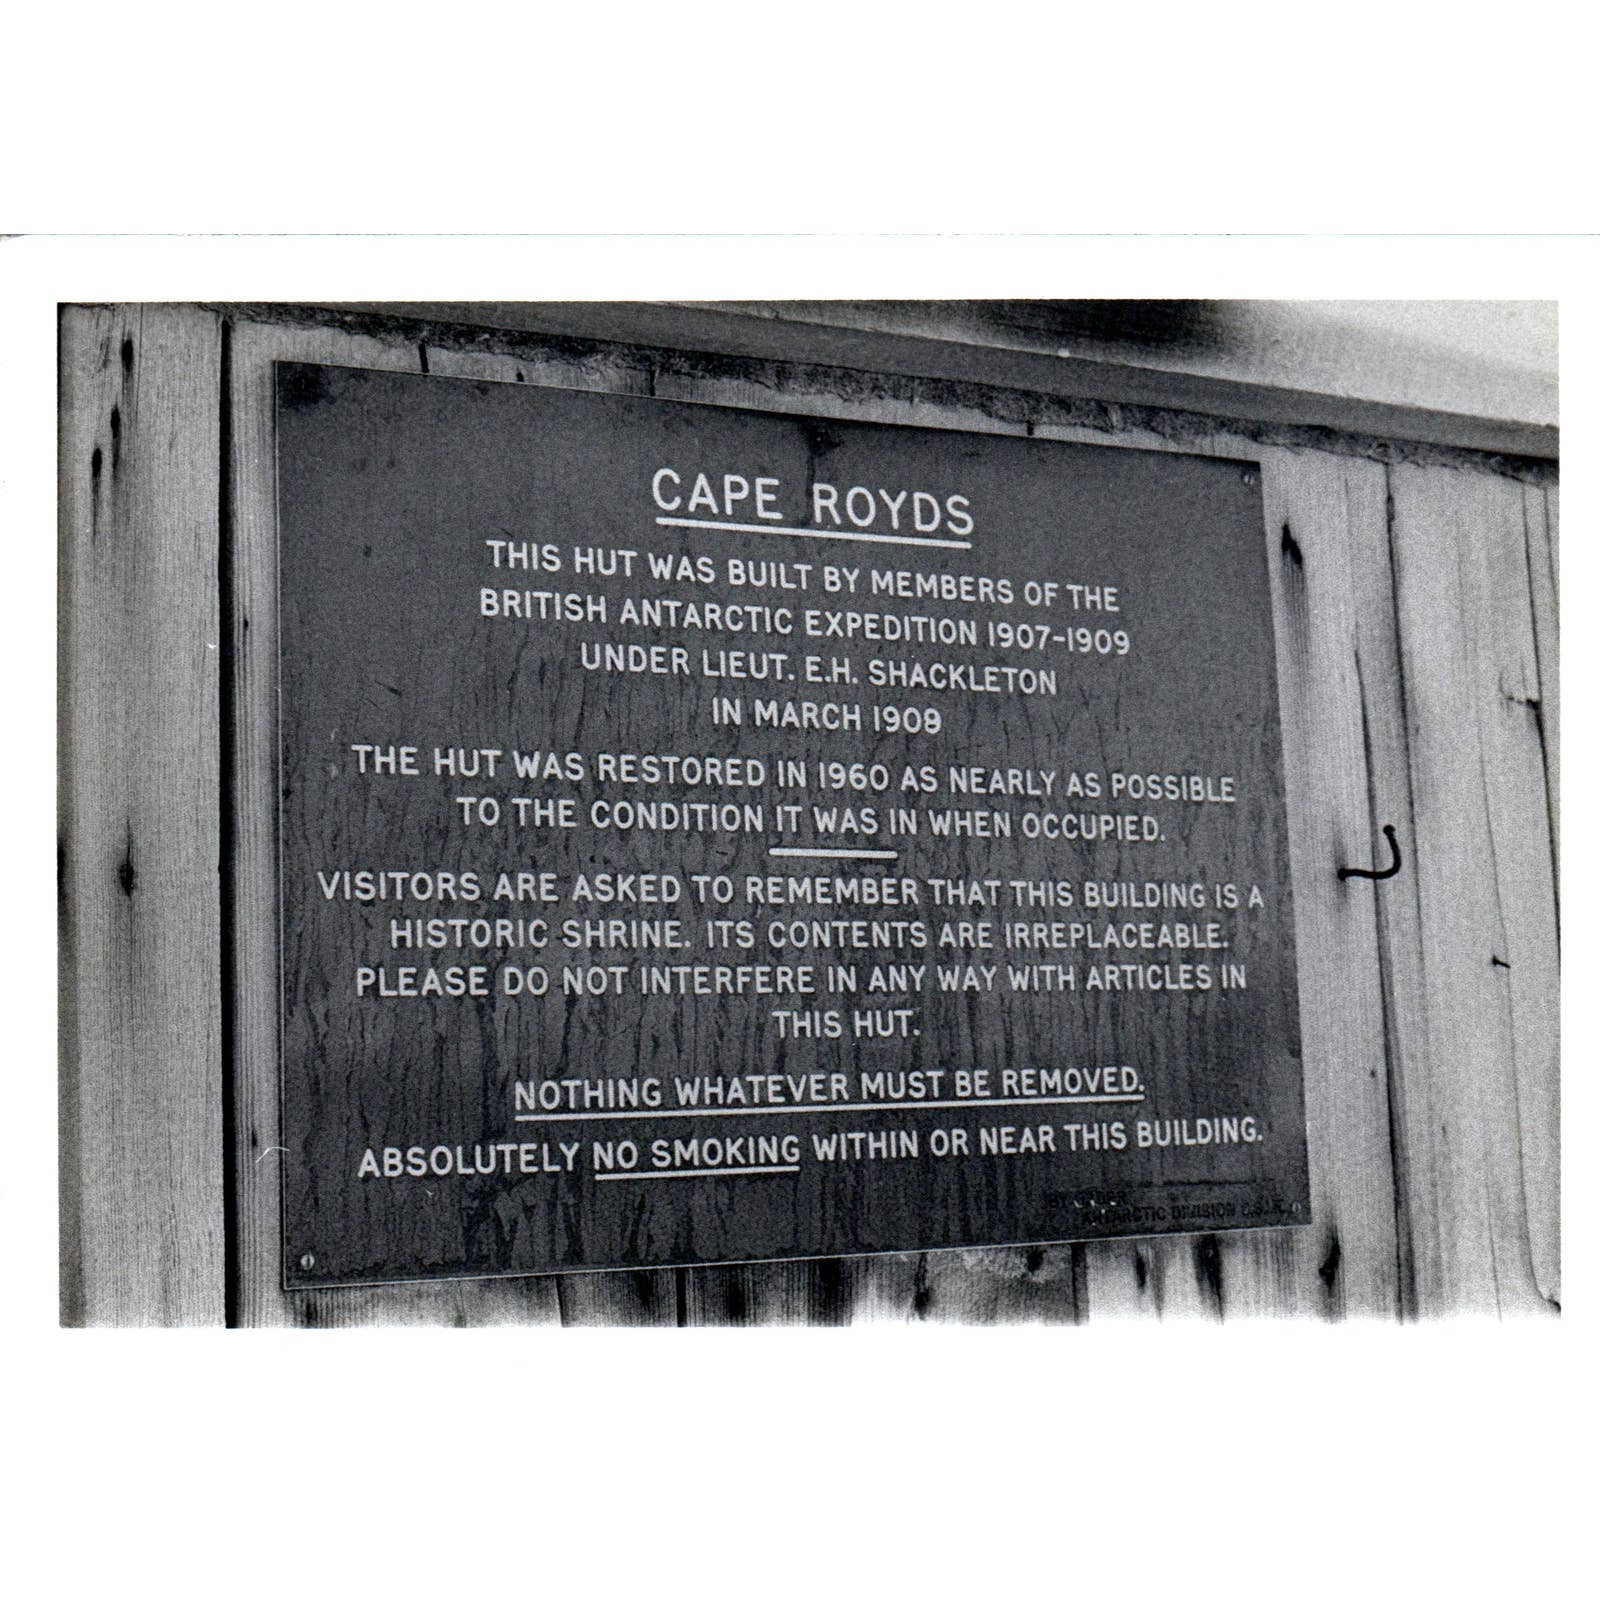 CAPE ROYDS
THIS HUT WAS BUILT BY MEMBERS OF THE
BRITISH ANTARCTIC EXPEDITION 1907-1909
UNDER LIEUT. E.H. SHACKLETON
IN MARCH 1908
THE HUT WAS RESTORED IN 1960 AS NEARLY AS POSSIBLE
TO THE CONDITION IT WAS IN WHEN OCCUPIED.
VISITORS ARE ASKED TO REMEMBER THAT THIS BUILDING IS A
HISTORIC SHRINE. ITS CONTENTS ARE IRREPLACEABLE.
PLEASE DO NOT INTERFERE IN ANY WAY WITH ARTICLES IN
THIS HUT.
NOTHING WHATEVER MUST BE REMOVED.
ABSOLUTELY NO SMOKING WITHIN OR NEAR THIS BUILDING.
BY ORDER
ANTARCTIC DIVISION